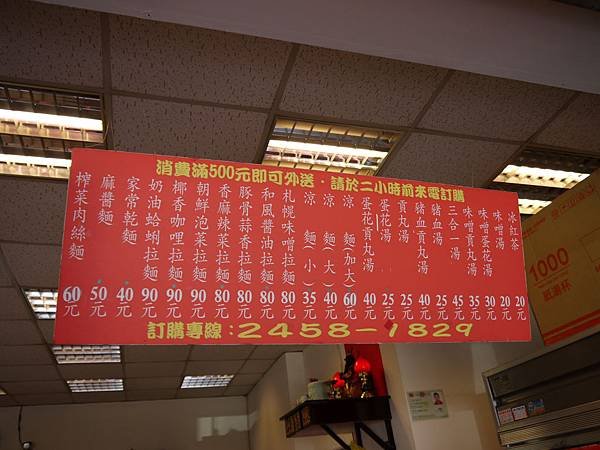 消費滿500元即可外送，請於二小時前來電訂購
榨菜肉絲麵 60元
麻醬麵 50元
家常乾麵 40元
奶油蛤蜊拉麵 90元
椰香咖哩拉麵 90元
朝鮮泡菜拉麵 90元
香麻辣菜拉麵 80元
豚骨蒜香拉麵 80元
和風醬油拉麵 80元
札幌味噌拉麵 80元
涼麵(小) 35元
涼麵(大) 40元
涼麵(加大) 60元
蛋花貢丸湯 40元
蛋花湯 25元
貢丸湯 25元
豬血貢丸湯 40元
豬血湯 25元
三合一湯 45元
味噌貢丸湯 35元
味噌蛋花湯 30元
味噌湯 20元
冰紅茶 20元
訂購專線：2458-1829
1000